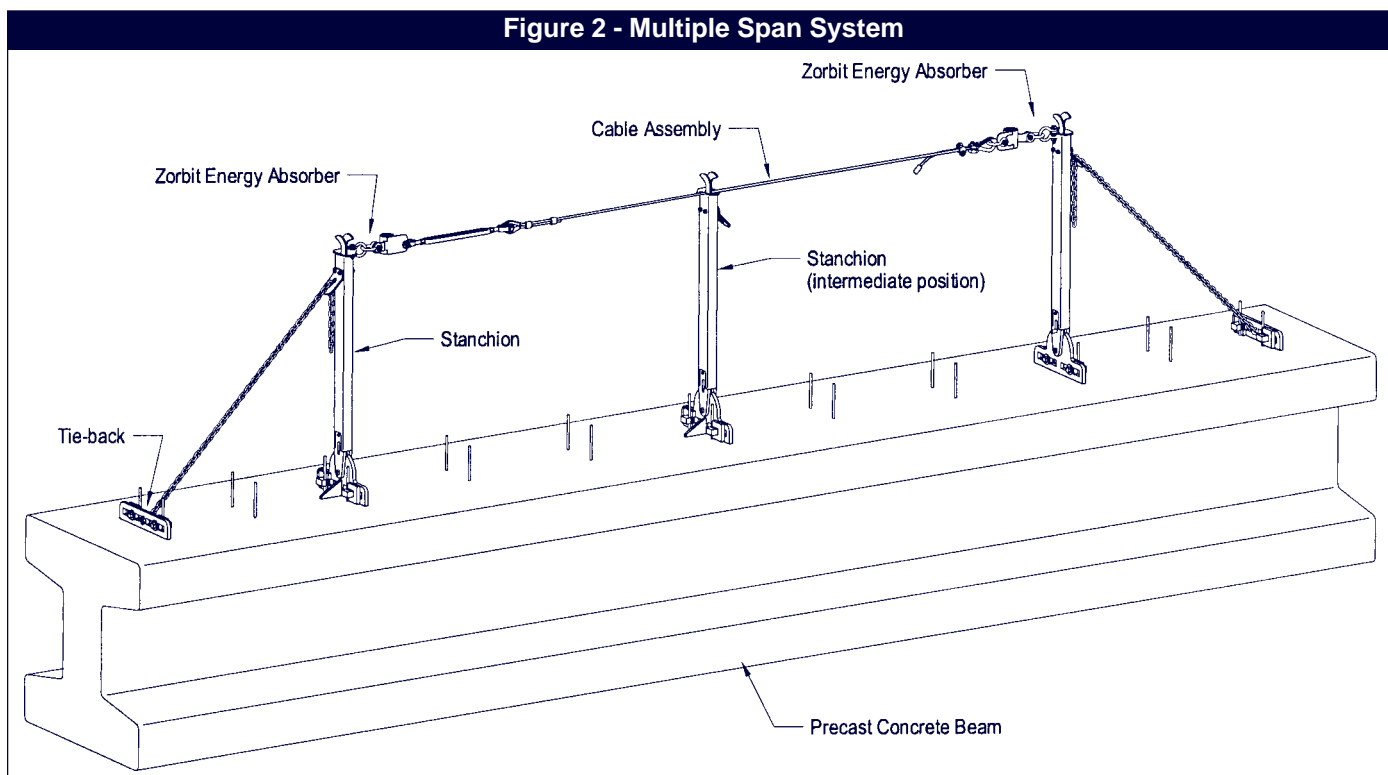 Figure 2 - Multiple Span System
Zorbit Energy Absorber
Cable Assembly
Zorbit Energy Absorber
Stanchion
(intermediate position)
Stanchion
Tie-back
Precast Concrete Beam